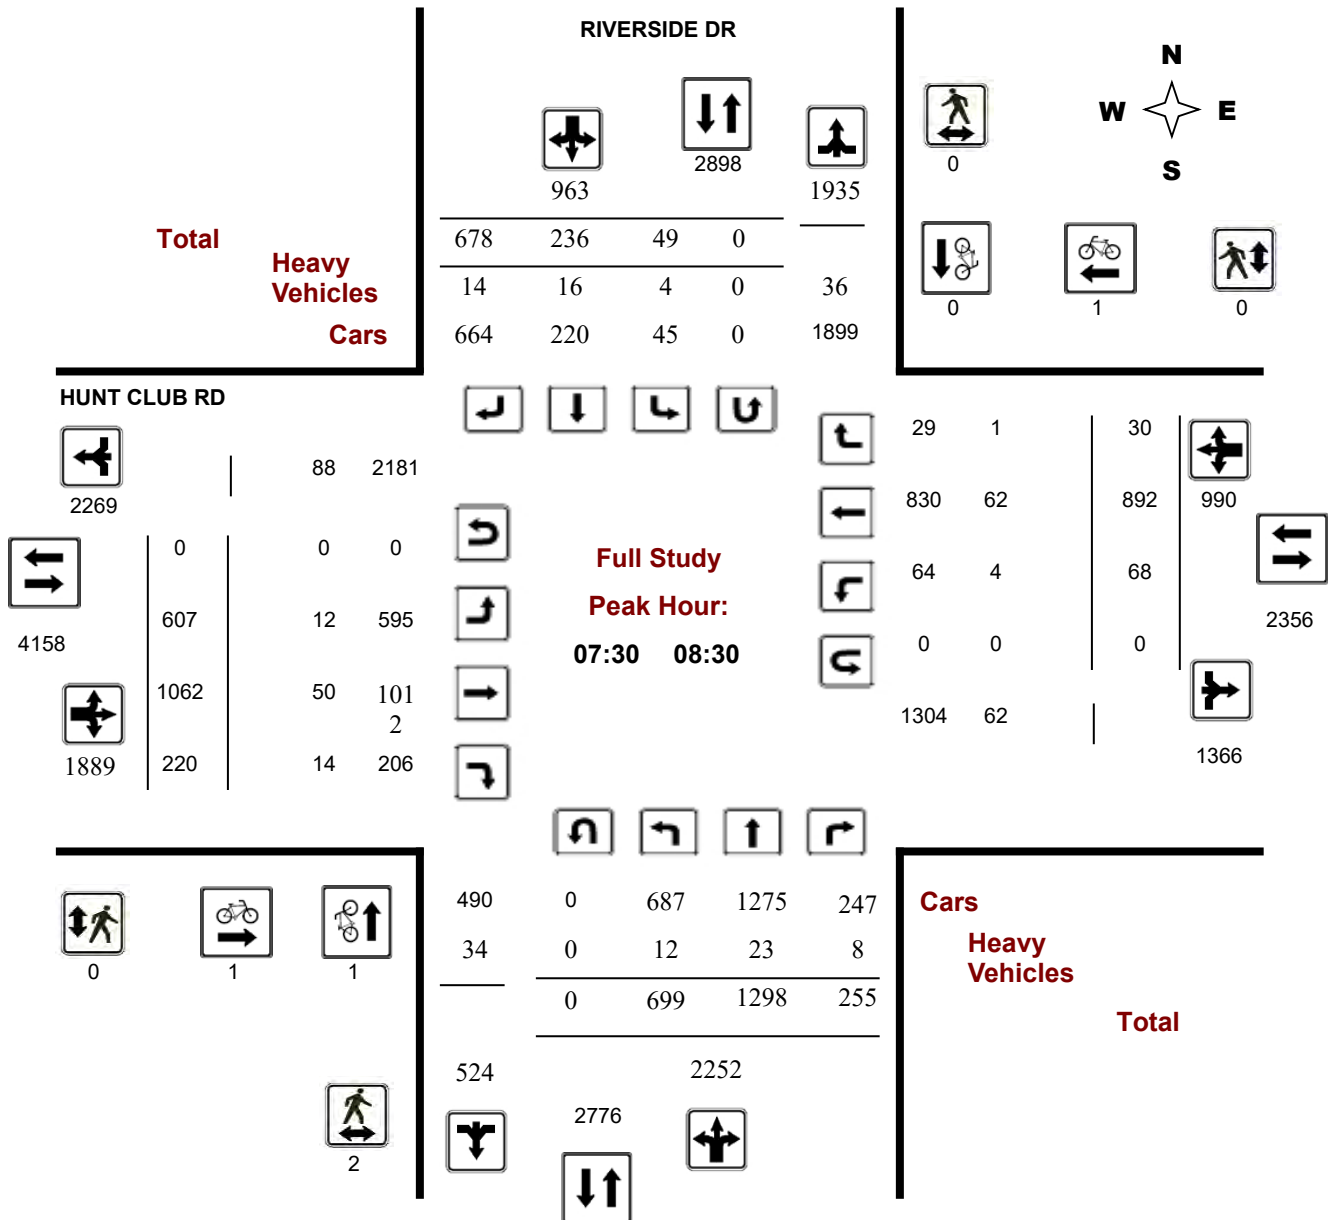 RIVERSIDE DR
N
W E
S
2898
0
963 1935
Total
678 236 49 0
Heavy
Vehicles
14 16 4 0 36
0 1 0
Cars
664 220 45 0 1899
HUNT CLUB RD
29 1 30
88 2181
2269
830 62 892 990
0 0 0
Full Study
64 4 68
Peak Hour:
607 12 595
2356
4158
07:30 08:30
0 0 0
1062 50 101
2
1304 62
1889 220 14 206
1366
490 0 687 1275 247
Cars
34 0 12 23 8
Heavy
Vehicles
0 1 1
0 699 1298 255
Total
524 2252
2776
2